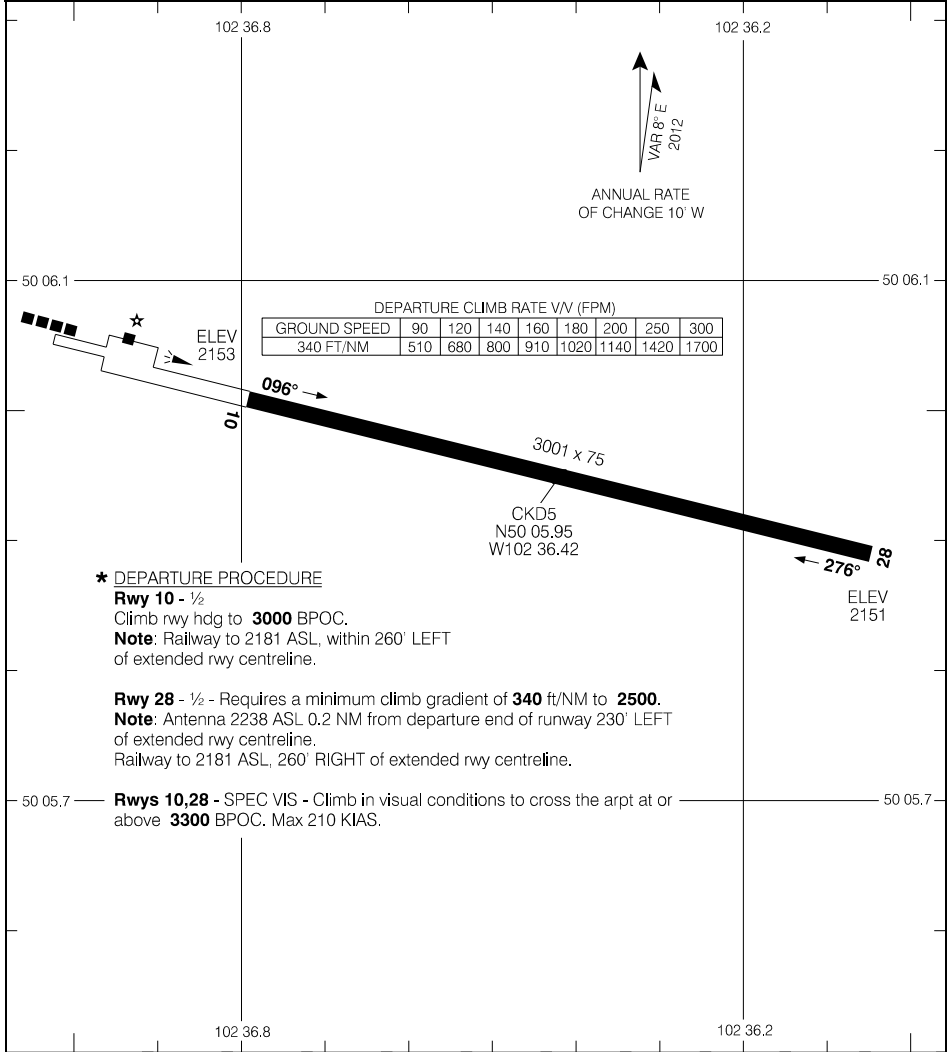 102 36.8
102 36.2
VAR 8° E
2012
ANNUAL RATE
OF CHANGE 10' W
50 06.1
50 06.1
DEPARTURE CLIMB RATE V/V (FPM)
GROUND SPEED 90 120 140 160 180 200 250 300
340 FT/NM 510 680 800 910 1020 1140 1420 1700
ELEV
2153
096°
10
3001 x 75
CKD5
N50 05.95
W102 36.42
28
276°
ELEV
2151
* DEPARTURE PROCEDURE
Rwy 10 - ½
Climb rwy hdg to 3000 BPOC.
Note: Railway to 2181 ASL, within 260' LEFT
of extended rwy centreline.
Rwy 28 - ½ - Requires a minimum climb gradient of 340 ft/NM to 2500.
Note: Antenna 2238 ASL 0.2 NM from departure end of runway 230' LEFT
of extended rwy centreline.
Railway to 2181 ASL, 260' RIGHT of extended rwy centreline.
50 05.7
50 05.7
Rwys 10,28 - SPEC VIS - Climb in visual conditions to cross the arpt at or
above 3300 BPOC. Max 210 KIAS.
102 36.8
102 36.2